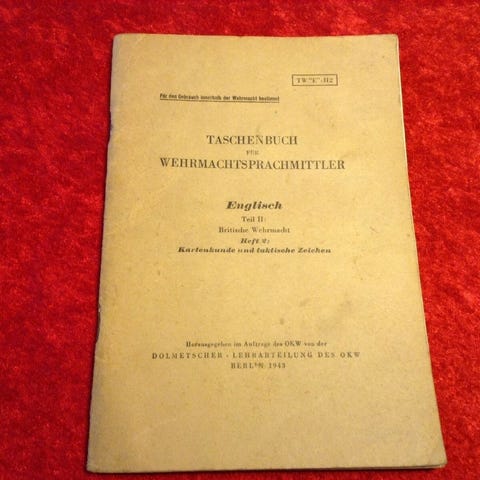 TW "E"-II2
Für den Gebrauch innerhalb der Wehrmacht bestimmt
TASCHENBUCH
FÜR
WEHRMACHTSPRACHMITTLER
Englisch
Teil II:
Britische Wehrmacht
Heft 2:
Kartenkunde und taktische Zeichen
Herausgegeben im Auftrage des OKW von der
DOLMETSCHER-LEHRABTEILUNG DES OKW
BERLIN 1943